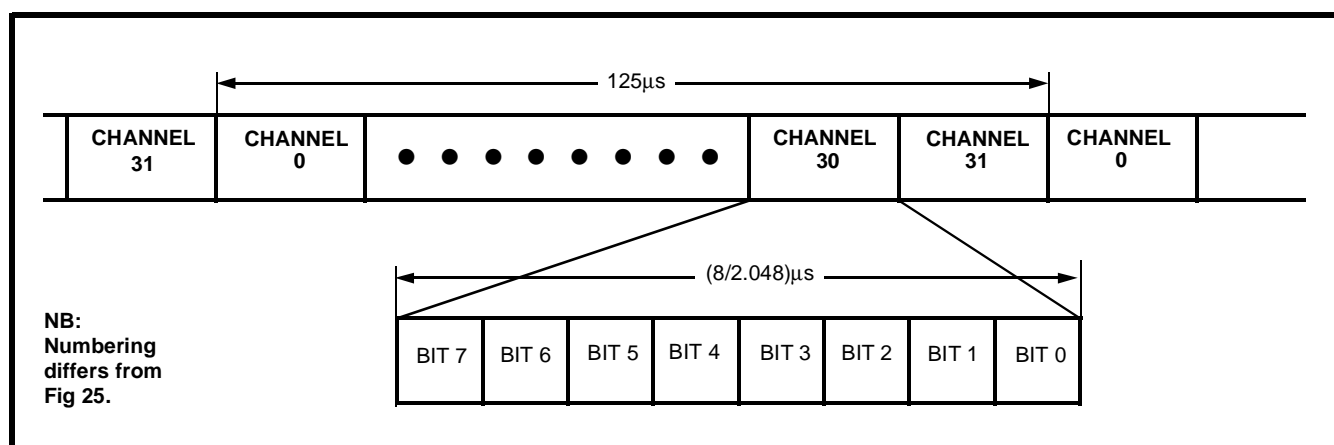 125μs
CHANNEL 31
CHANNEL 0
CHANNEL 30
CHANNEL 31
CHANNEL 0
(8/2.048)μs
BIT 7
BIT 6
BIT 5
BIT 4
BIT 3
BIT 2
BIT 1
BIT 0
NB:
Numbering
differs from
Fig 25.